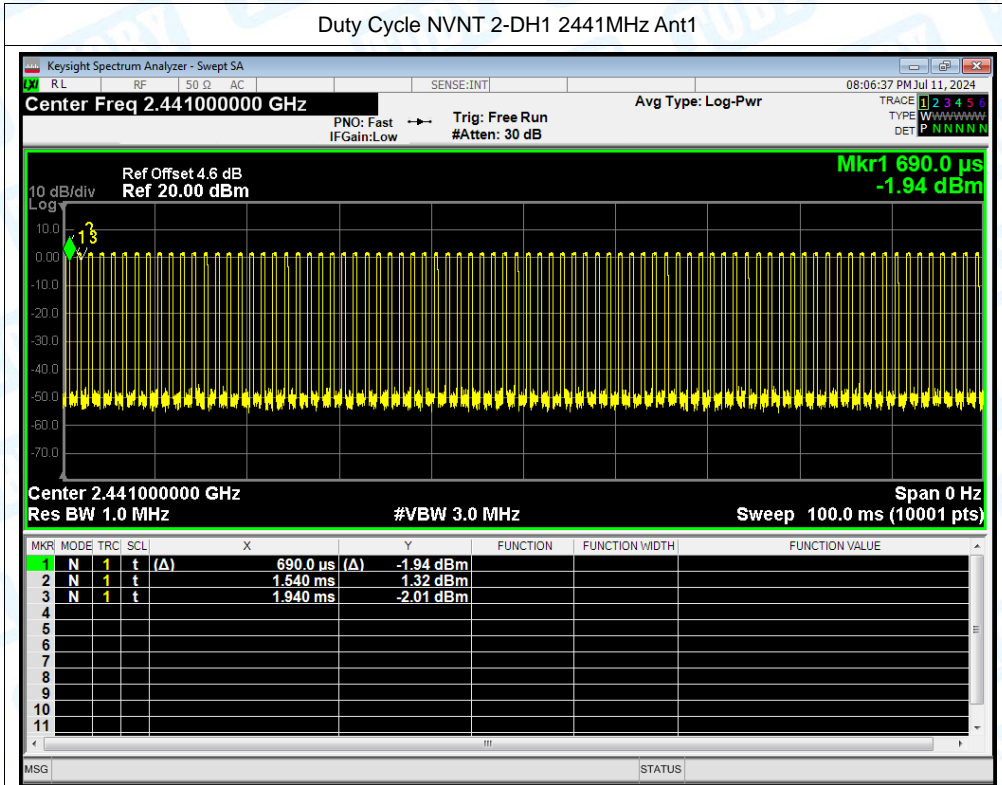 Duty Cycle NVNT 2-DH1 2441MHz Ant1
Keysight Spectrum Analyzer - Swept SA
LXI RL RF 50 Ω AC SENSE:INT 08:06:37 PM Jul 11, 2024
Center Freq 2.441000000 GHz Avg Type: Log-Pwr TRACE 1 2 3 4 5 6
PNO: Fast Trig: Free Run TYPE WWWWWWW
IFGain:Low #Atten: 30 dB DET P N N N N N
Mkr1 690.0 µs
Ref Offset 4.6 dB
10 dB/div Ref 20.00 dBm -1.94 dBm
Log
10.0
1 2 3
0.00
-10.0
-20.0
-30.0
-40.0
-50.0
-60.0
-70.0
Center 2.441000000 GHz Span 0 Hz
Res BW 1.0 MHz #VBW 3.0 MHz Sweep 100.0 ms (10001 pts)
MKR MODE TRC SCL X Y FUNCTION FUNCTION WIDTH FUNCTION VALUE
1 N 1 t (Δ) 690.0 µs (Δ) -1.94 dBm
2 N 1 t 1.540 ms 1.32 dBm
3 N 1 t 1.940 ms -2.01 dBm
4
5
6
7
8
9
10
11
MSG STATUS